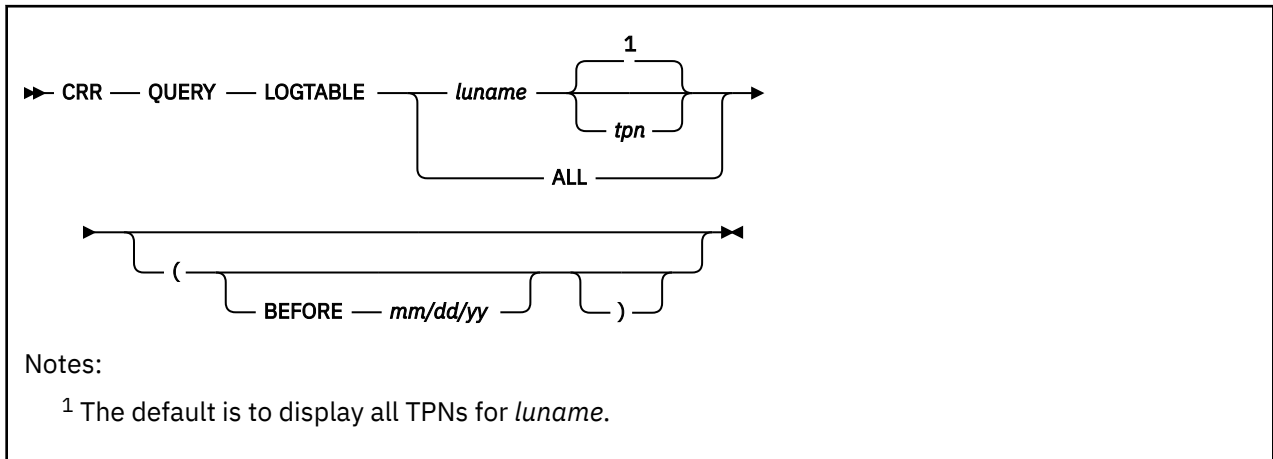 1
CRR QUERY LOGTABLE luname
tpn
ALL
(
BEFORE mm/dd/yy )
Notes:
1 The default is to display all TPNs for luname.